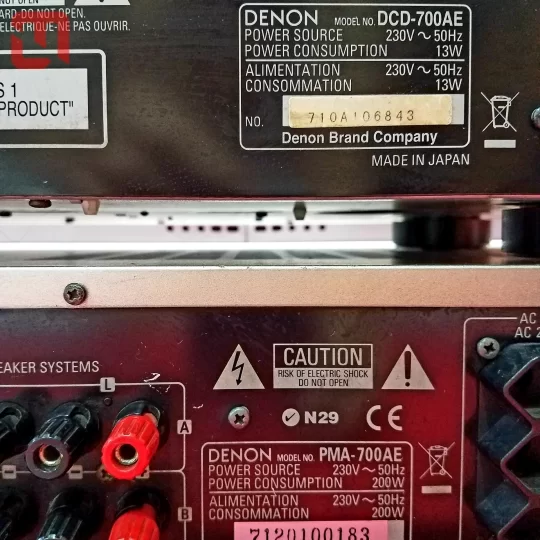 ARD-DO NOT OPEN.
ELECTRIQUE-NE PAS OUVRIR.
S 1
PRODUCT"
DENON MODEL NO. DCD-700AE
POWER SOURCE 230V ~ 50Hz
POWER CONSUMPTION 13W
ALIMENTATION 230V ~ 50Hz
CONSOMMATION 13W
NO. 710A106843
Denon Brand Company
MADE IN JAPAN
EAKER SYSTEMS
L
A
B
CAUTION
RISK OF ELECTRIC SHOCK
DO NOT OPEN
N29 CE
AC
AC 2
DENON MODEL NO. PMA-700AE
POWER SOURCE 230V ~ 50Hz
POWER CONSUMPTION 200W
ALIMENTATION 230V ~ 50Hz
CONSOMMATION 200W
7120100183